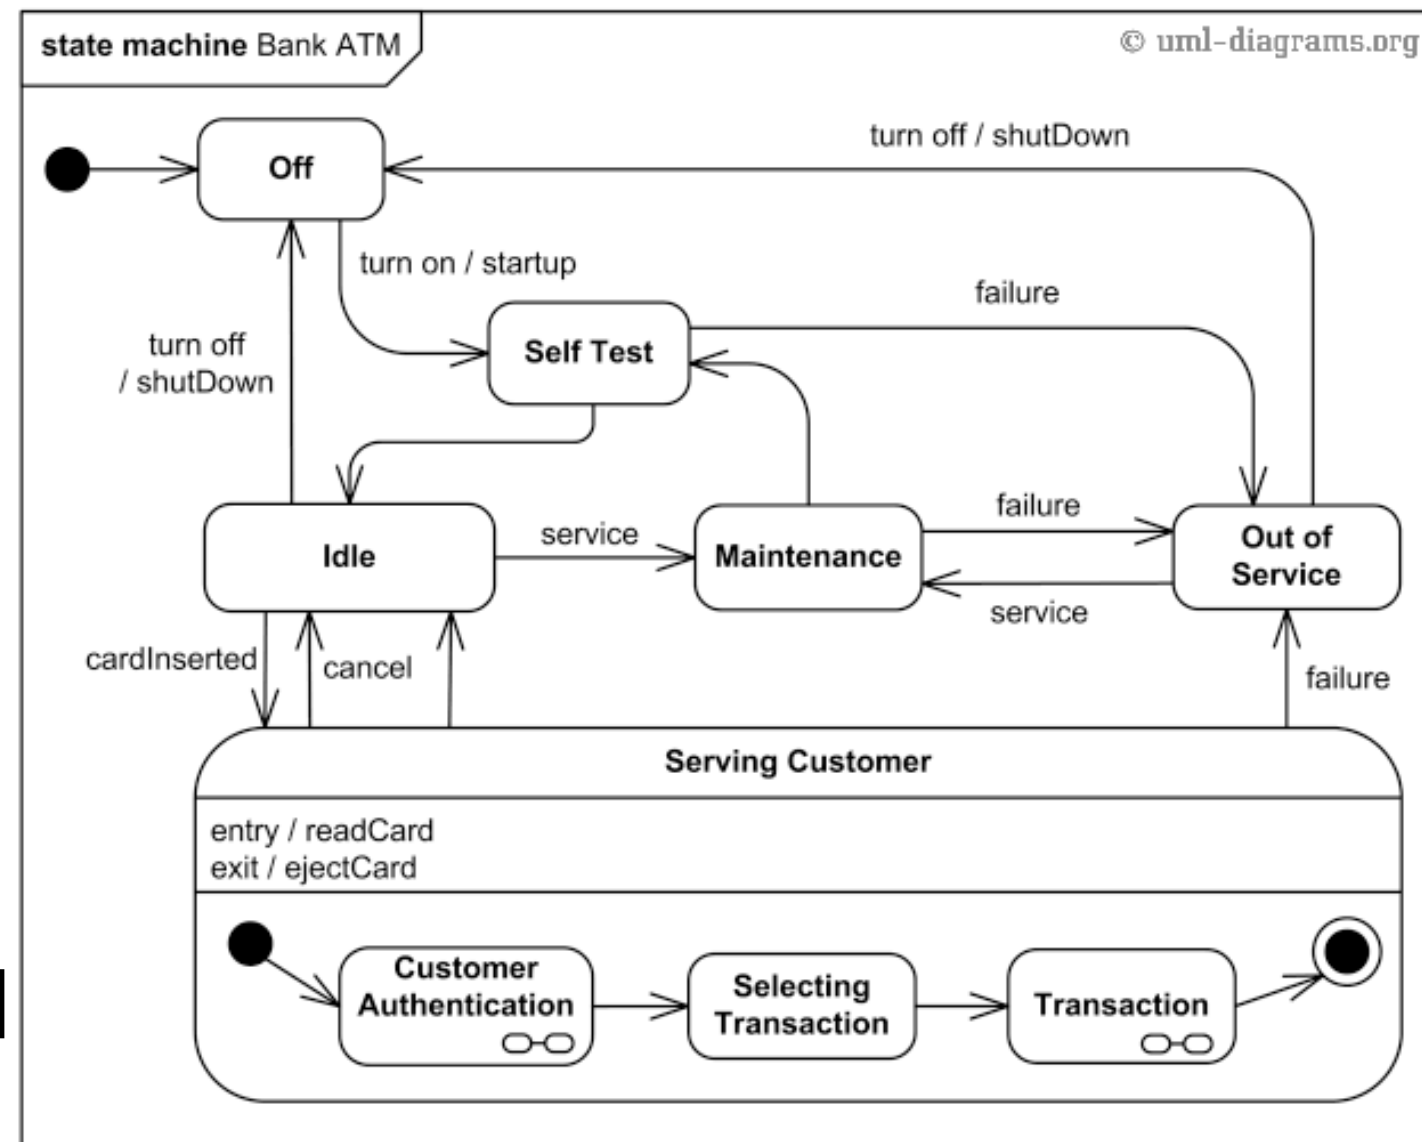 state machine Bank ATM
© uml-diagrams.org
turn off / shutDown
Off
turn on / startup
failure
turn off
/ shutDown
Self Test
Idle
service
Maintenance
failure
service
Out of
Service
cardInserted
cancel
failure
Serving Customer
entry / readCard
exit / ejectCard
Customer
Authentication
Selecting
Transaction
Transaction